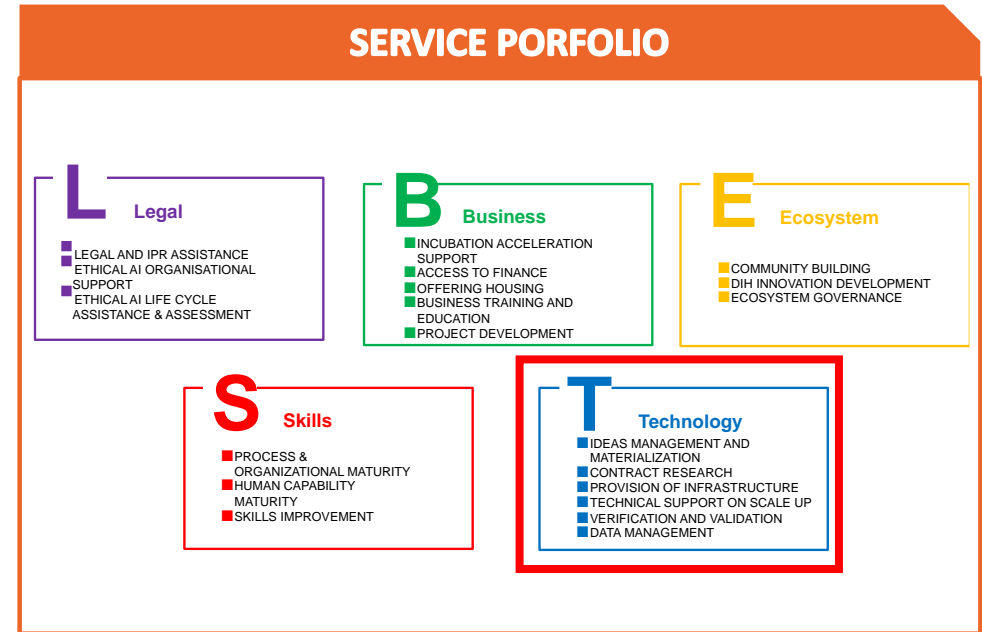 SERVICE PORFOLIO
L
Legal
LEGAL AND IPR ASSISTANCE
ETHICAL AI ORGANISATIONAL
SUPPORT
ETHICAL AI LIFE CYCLE
ASSISTANCE & ASSESSMENT
B
Business
INCUBATION ACCELERATION
SUPPORT
ACCESS TO FINANCE
OFFERING HOUSING
BUSINESS TRAINING AND
EDUCATION
PROJECT DEVELOPMENT
E
Ecosystem
COMMUNITY BUILDING
DIH INNOVATION DEVELOPMENT
ECOSYSTEM GOVERNANCE
S
Skills
PROCESS &
ORGANIZATIONAL MATURITY
HUMAN CAPABILITY
MATURITY
SKILLS IMPROVEMENT
T
Technology
IDEAS MANAGEMENT AND
MATERIALIZATION
CONTRACT RESEARCH
PROVISION OF INFRASTRUCTURE
TECHNICAL SUPPORT ON SCALE UP
VERIFICATION AND VALIDATION
DATA MANAGEMENT